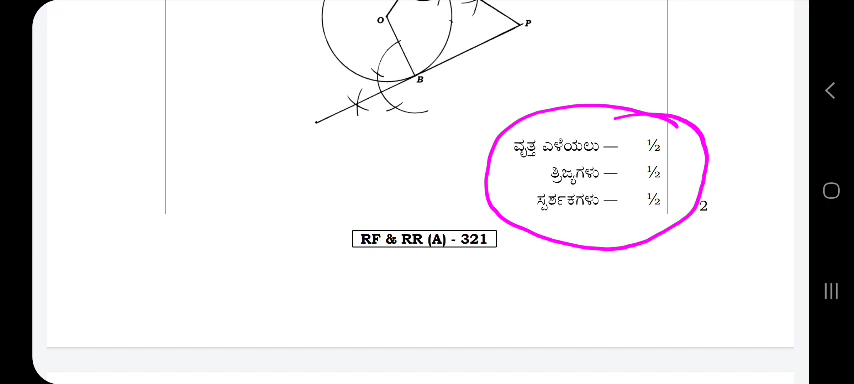 O
P
B
ವೃತ್ತ ಎಳೆಯಲು — ½
ತ್ರಿಜ್ಯಗಳು — ½
ಸ್ಪರ್ಶಕಗಳು — ½
2
RF & RR (A) - 321